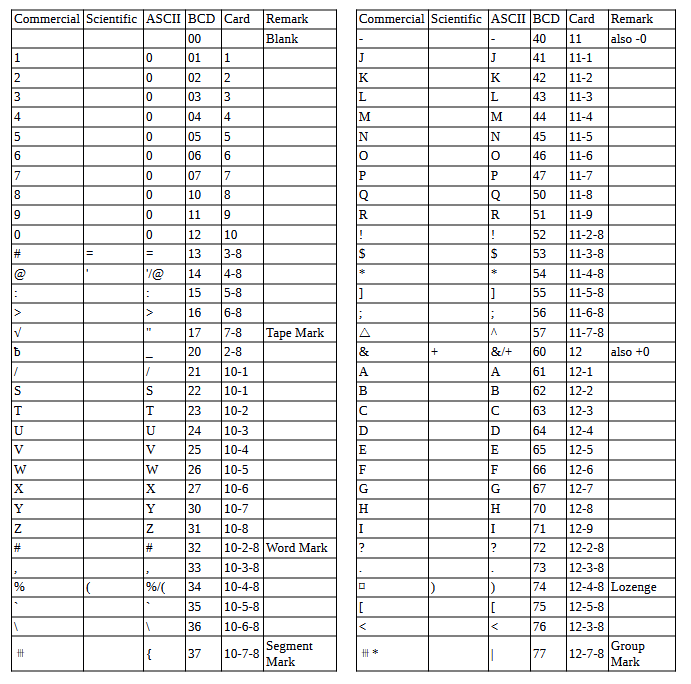 Commercial Scientific ASCII BCD Card Remark
00 Blank
1 0 01 1
2 0 02 2
3 0 03 3
4 0 04 4
5 0 05 5
6 0 06 6
7 0 07 7
8 0 10 8
9 0 11 9
0 0 12 10
# = = 13 3-8
@ ' '/@ 14 4-8
: : 15 5-8
> > 16 6-8
√ " 17 7-8 Tape Mark
ƀ _ 20 2-8
/ / 21 10-1
S S 22 10-1
T T 23 10-2
U U 24 10-3
V V 25 10-4
W W 26 10-5
X X 27 10-6
Y Y 30 10-7
Z Z 31 10-8
# # 32 10-2-8 Word Mark
, , 33 10-3-8
% ( %/( 34 10-4-8
` ` 35 10-5-8
\ \ 36 10-6-8
⧻ { 37 10-7-8 Segment
Mark
Commercial Scientific ASCII BCD Card Remark
- - 40 11 also -0
J J 41 11-1
K K 42 11-2
L L 43 11-3
M M 44 11-4
N N 45 11-5
O O 46 11-6
P P 47 11-7
Q Q 50 11-8
R R 51 11-9
! ! 52 11-2-8
$ $ 53 11-3-8
* * 54 11-4-8
] ] 55 11-5-8
; ; 56 11-6-8
△ ^ 57 11-7-8
& + &/+ 60 12 also +0
A A 61 12-1
B B 62 12-2
C C 63 12-3
D D 64 12-4
E E 65 12-5
F F 66 12-6
G G 67 12-7
H H 70 12-8
I I 71 12-9
? ? 72 12-2-8
. . 73 12-3-8
⌑ ) ) 74 12-4-8 Lozenge
[ [ 75 12-5-8
< < 76 12-3-8
⧻ * | 77 12-7-8 Group
Mark